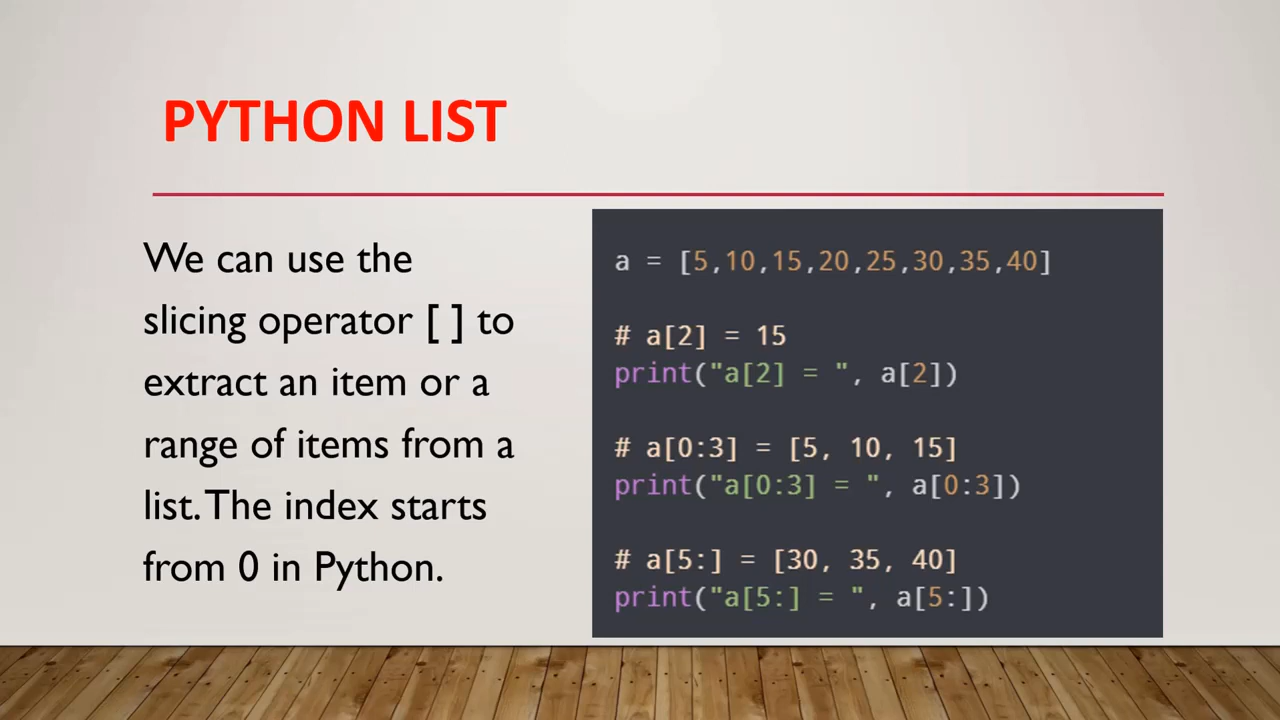 PYTHON LIST
We can use the
slicing operator [ ] to
extract an item or a
range of items from a
list. The index starts
from 0 in Python.
a = [5,10,15,20,25,30,35,40]
# a[2] = 15
print("a[2] = ", a[2])
# a[0:3] = [5, 10, 15]
print("a[0:3] = ", a[0:3])
# a[5:] = [30, 35, 40]
print("a[5:] = ", a[5:])